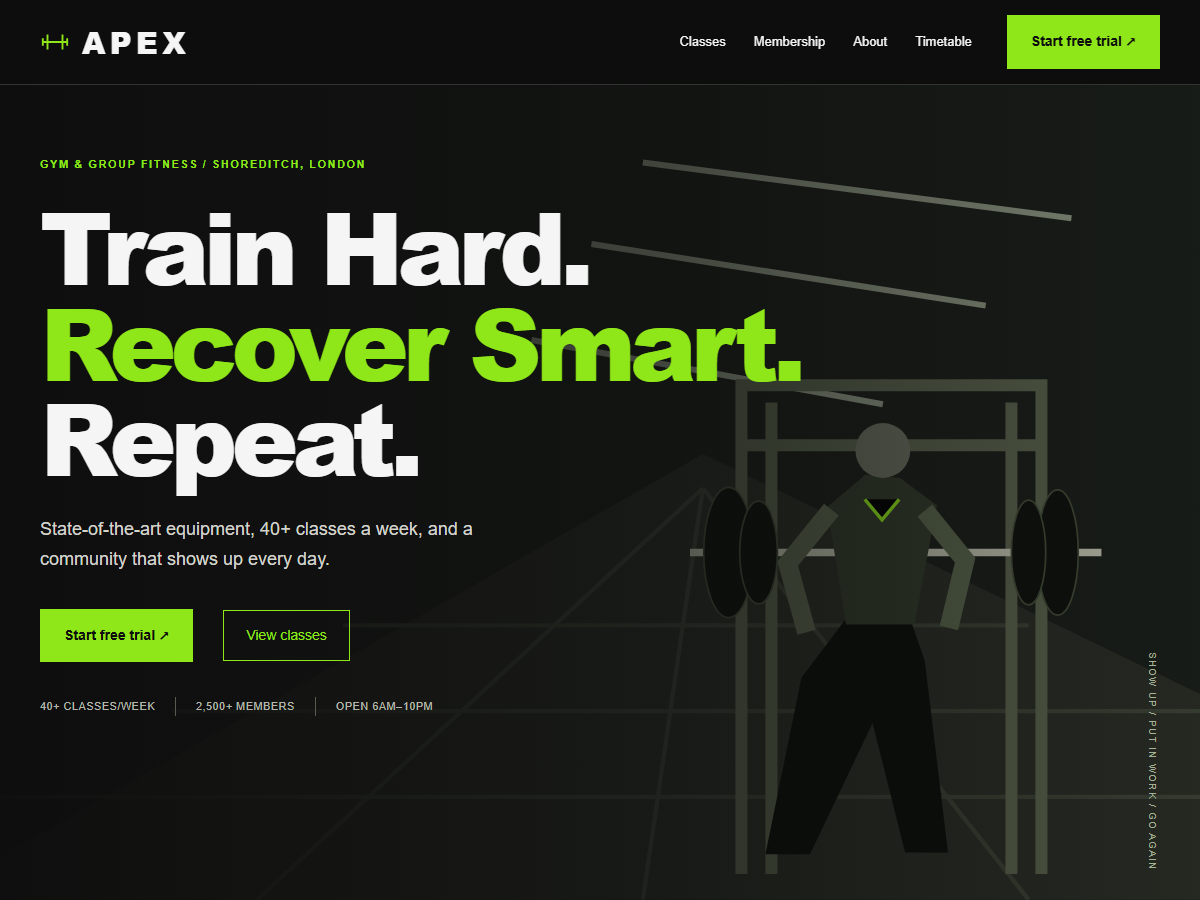 APEX
Classes
Membership
About
Timetable
Start free trial ↗
GYM & GROUP FITNESS / SHOREDITCH, LONDON
Train Hard.
Recover Smart.
Repeat.
State-of-the-art equipment, 40+ classes a week, and a
community that shows up every day.
Start free trial ↗
View classes
40+ CLASSES/WEEK
2,500+ MEMBERS
OPEN 6AM–10PM
SHOW UP / PUT IN WORK / GO AGAIN